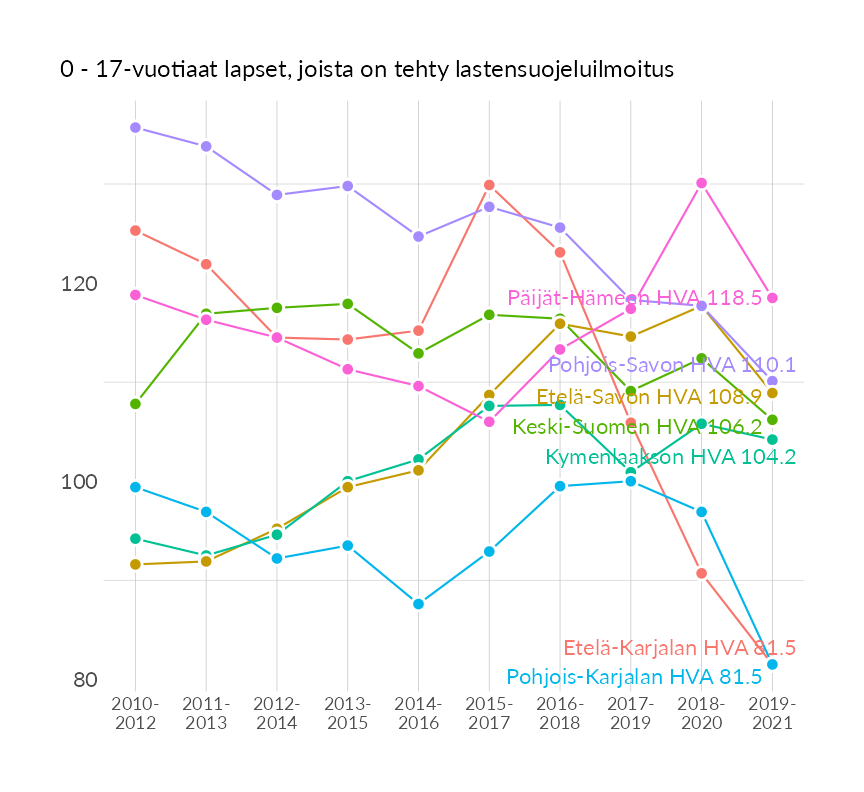 0 - 17-vuotiaat lapset, joista on tehty lastensuojeluilmoitus
120
100
80
Päijät-Hämeen HVA 118.5
Pohjois-Savon HVA 110.1
Etelä-Savon HVA 108.9
Keski-Suomen HVA 106.2
Kymenlaakson HVA 104.2
Etelä-Karjalan HVA 81.5
Pohjois-Karjalan HVA 81.5
2010- 2011- 2012- 2013- 2014- 2015- 2016- 2017- 2018- 2019-
2012 2013 2014 2015 2016 2017 2018 2019 2020 2021